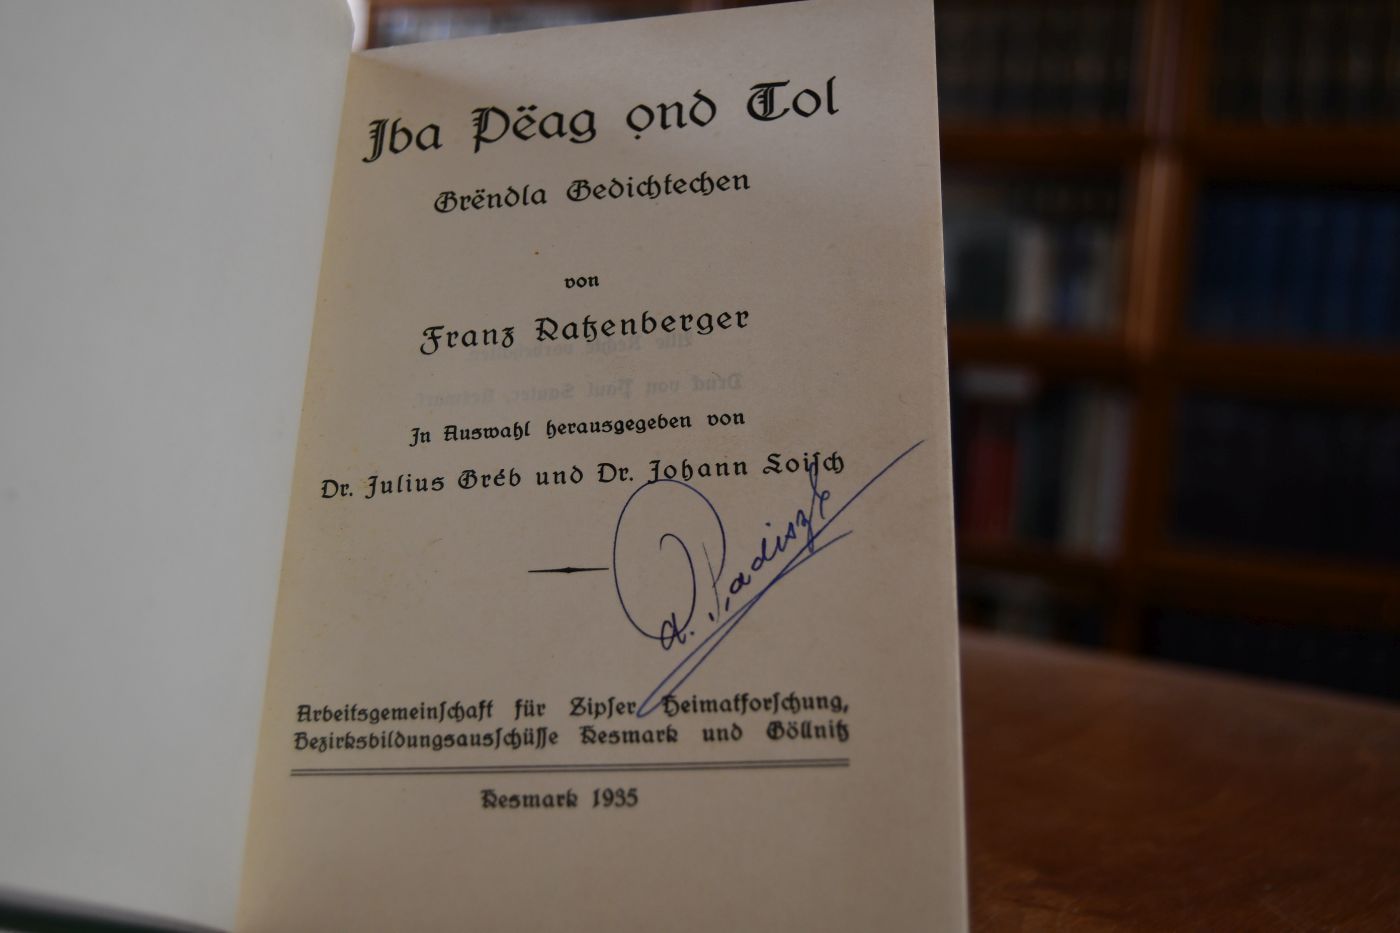 Iba Pëag ọnd Tol
Grëndla Gedichtechen
von
Franz Ratzenberger
In Auswahl herausgegeben von
Dr. Julius Gréb und Dr. Johann Loisch
Arbeitsgemeinschaft für Zipser Heimatforschung,
Bezirksbildungsausschüsse Kesmark und Göllnitz
Kesmark 1935